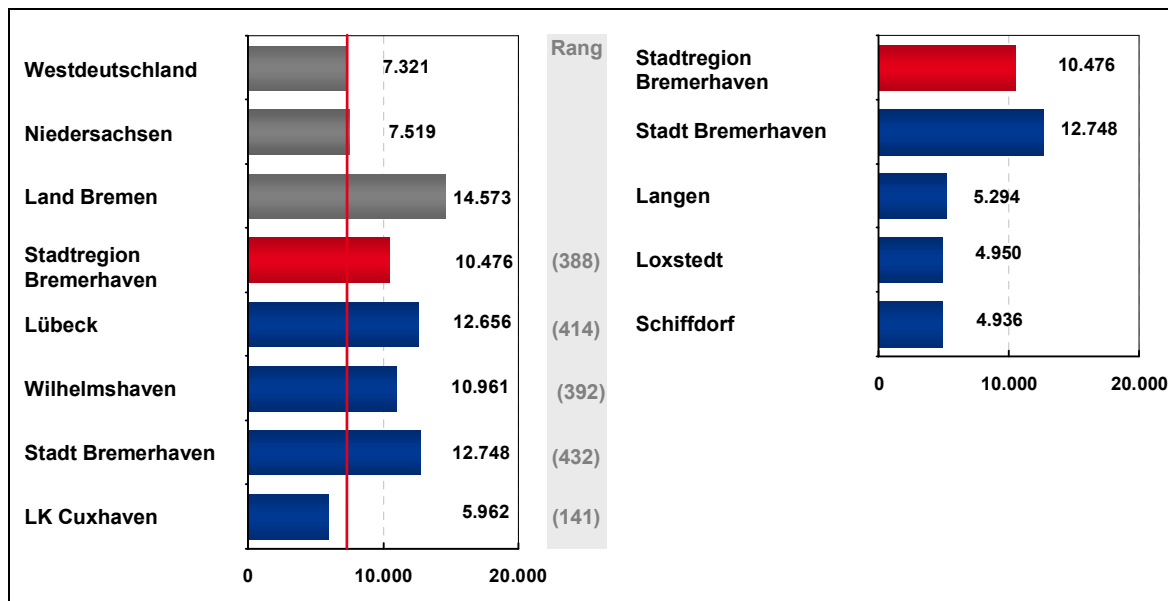 Rang
Westdeutschland 7.321
Niedersachsen 7.519
Land Bremen 14.573
Stadtregion
Bremerhaven 10.476 (388)
Lübeck 12.656 (414)
Wilhelmshaven 10.961 (392)
Stadt Bremerhaven 12.748 (432)
LK Cuxhaven 5.962 (141)
0 10.000 20.000
Stadtregion
Bremerhaven 10.476
Stadt Bremerhaven 12.748
Langen 5.294
Loxstedt 4.950
Schiffdorf 4.936
0 10.000 20.000